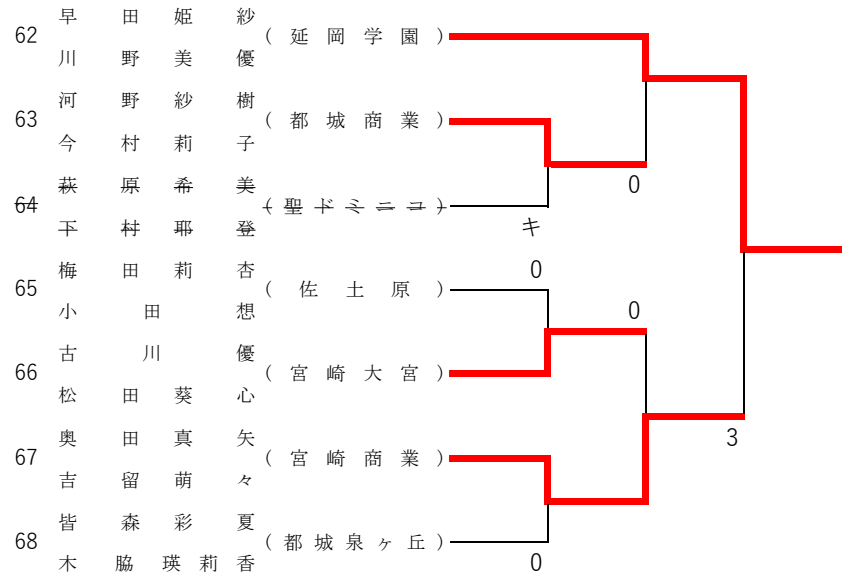 早田姫紗
62 (延岡学園)
川野美優
河野紗樹
63 (都城商業)
今村莉子
萩原希美
64 (聖ドミニコ)
下村耶登
0
キ
梅田莉杏
0
65 (佐土原)
小田想
0
古川優
66 (宮崎大宮)
松田葵心
奥田真矢
3
67 (宮崎商業)
吉留萌々
皆森彩夏
68 (都城泉ヶ丘)
木脇瑛莉香
0